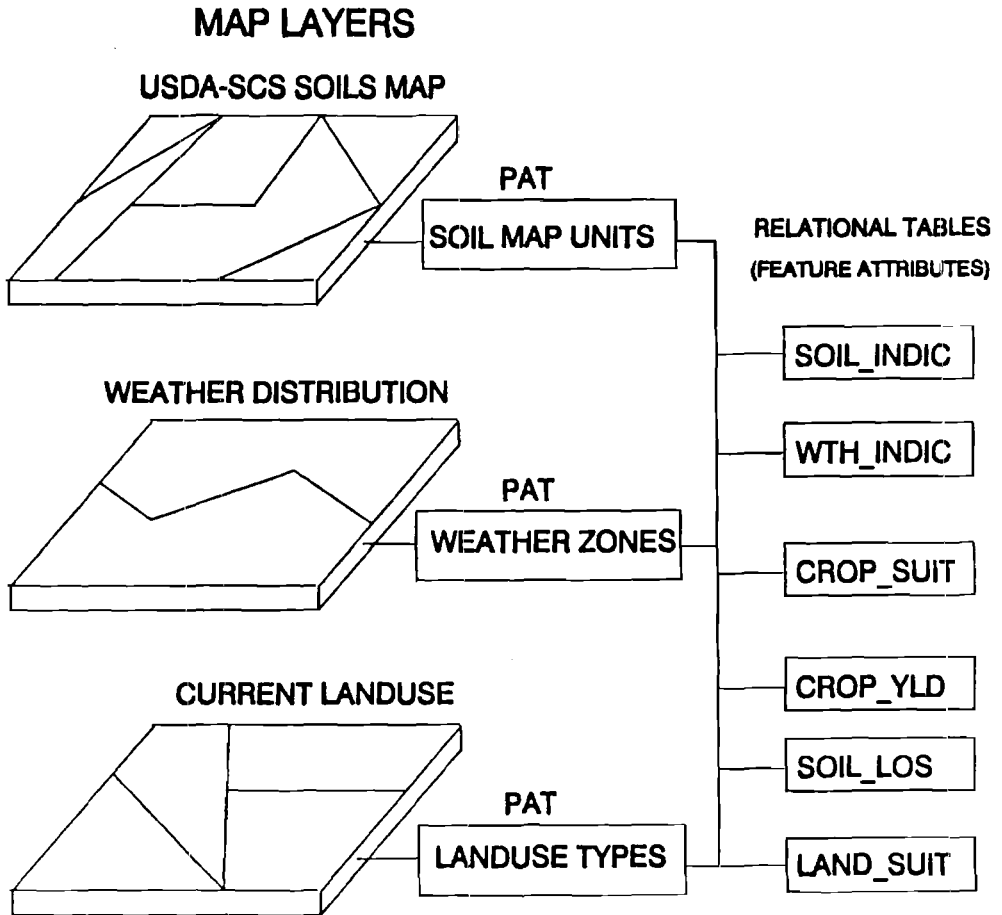 MAP LAYERS
USDA-SCS SOILS MAP
PAT
SOIL MAP UNITS
WEATHER DISTRIBUTION
PAT
WEATHER ZONES
CURRENT LANDUSE
PAT
LANDUSE TYPES
RELATIONAL TABLES
(FEATURE ATTRIBUTES)
SOIL_INDIC
WTH_INDIC
CROP_SUIT
CROP_YLD
SOIL_LOS
LAND_SUIT